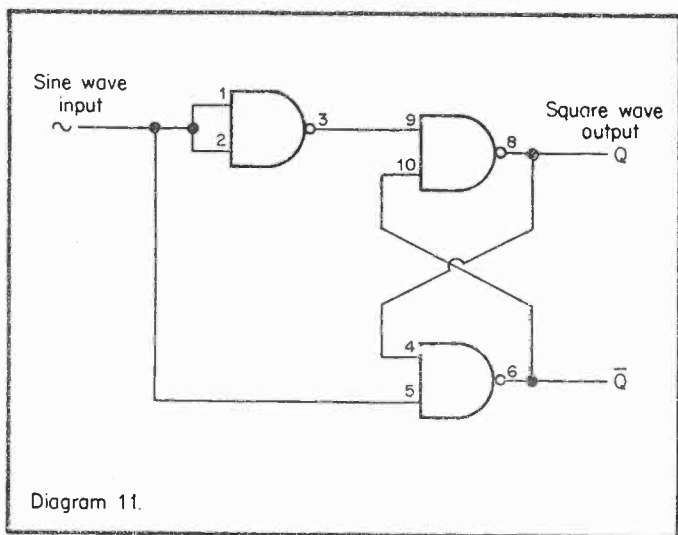 Sine wave
input
~
1
2
3
9
10
8
Square wave
output
Q
4
5
6
Q̅
Diagram 11.